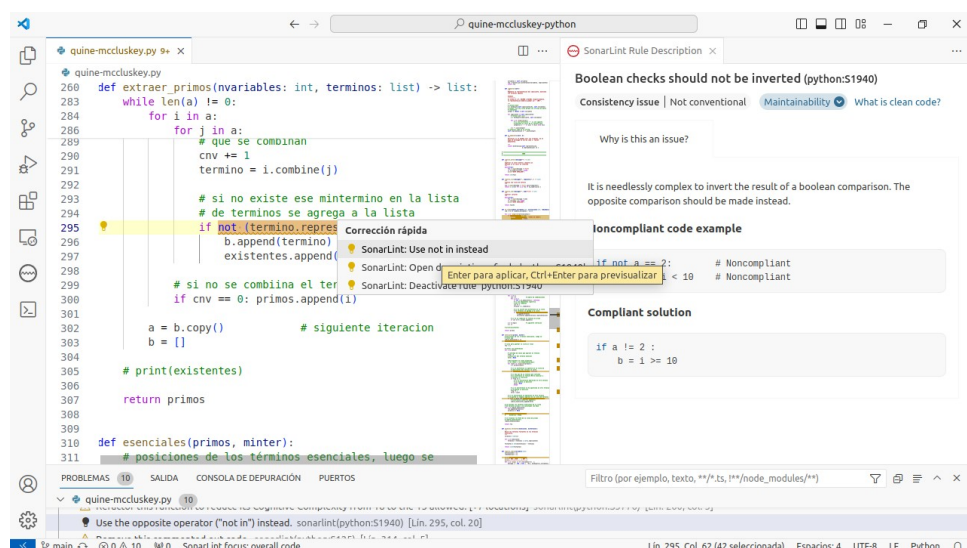 quine-mccluskey-python
quine-mccluskey.py 9+
quine-mccluskey.py
260 def extraer_primos(nvariables: int, terminos: list) -> list:
283 while len(a) != 0:
284 for i in a:
286 for j in a:
289 # que se combinan
290 cnv += 1
291 termino = i.combine(j)
292
293 # si no existe ese mintermino en la lista
294 # de terminos se agrega a la lista
295 if not (termino.repres
296 b.append(termino)
297 existentes.append(
298
299 # si no se combiina el ter
300 if cnv == 0: primos.append(i)
301
302 a = b.copy() # siguiente iteracion
303 b = []
304
305 # print(existentes)
306
307 return primos
308
309
310 def esenciales(primos, minter):
311 # posiciones de los términos esenciales, luego se
Corrección rápida
SonarLint: Use not in instead
SonarLint: Open
SonarLint: Deactivate rule 'python:S1940'
Enter para aplicar, Ctrl+Enter para previsualizar
SonarLint Rule Description
Boolean checks should not be inverted (python:S1940)
Consistency issue | Not conventional Maintainability What is clean code?
Why is this an issue?
It is needlessly complex to invert the result of a boolean comparison. The
opposite comparison should be made instead.
Noncompliant code example
if not a == 2: # Noncompliant
i < 10 # Noncompliant
Compliant solution
if a != 2 :
b = i >= 10
PROBLEMAS 10 SALIDA CONSOLA DE DEPURACIÓN PUERTOS
Filtro (por ejemplo, texto, **/*.ts, !**/node_modules/**)
quine-mccluskey.py 10
Use the opposite operator ("not in") instead. sonarlint(python:S1940) [Lín. 295, col. 20]
main 0 10 0 SonarLint focus: overall code
Lín. 295, Col. 62 (42 seleccionada) Espacios: 4 UTF-8 LF Python